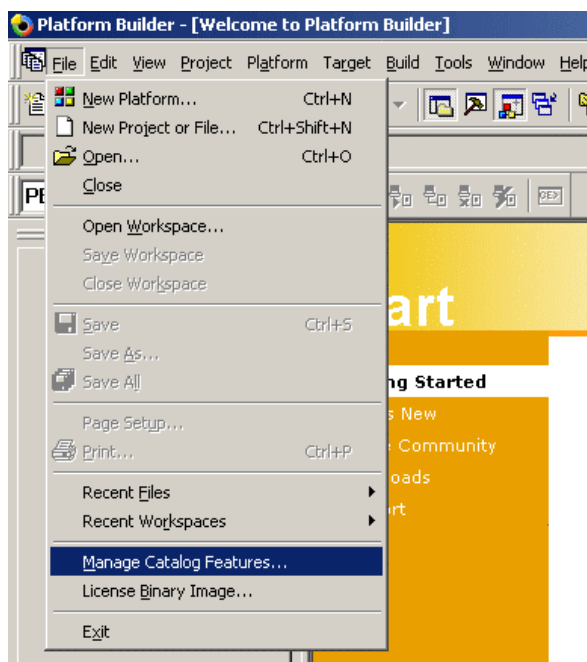 Platform Builder - [Welcome to Platform Builder]
File Edit View Project Platform Target Build Tools Window Help
New Platform... Ctrl+N
New Project or File... Ctrl+Shift+N
Open... Ctrl+O
Close
Open Workspace...
Save Workspace
Close Workspace
Save Ctrl+S
Save As...
Save All
Page Setup...
Print... Ctrl+P
Recent Files
Recent Workspaces
Manage Catalog Features...
License Binary Image...
Exit
art
ng Started
s New
Community
oads
rt